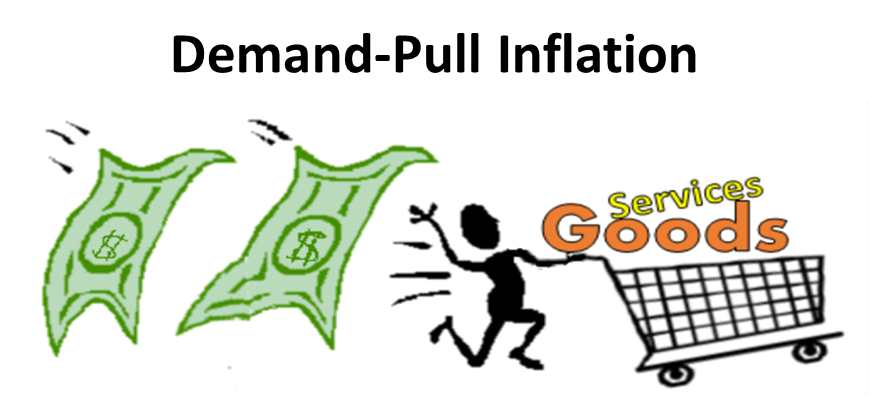 Demand-Pull Inflation
Services
Goods
$ $